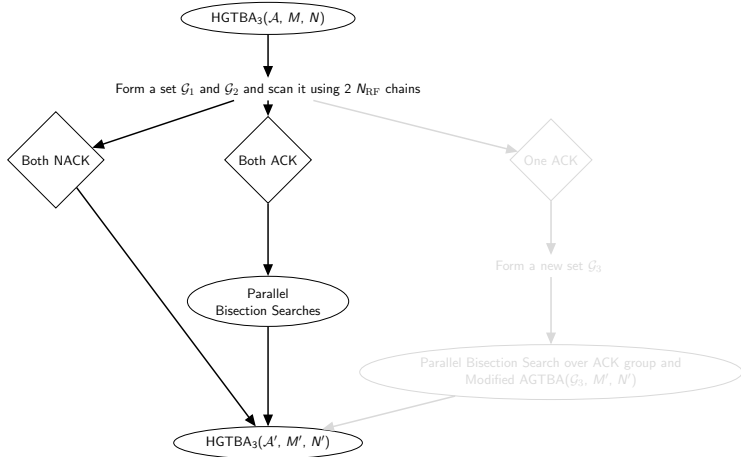 HGTBA₃(𝒜, M, N)
Form a set 𝒢₁ and 𝒢₂ and scan it using 2 N_RF chains
Both NACK
Both ACK
One ACK
Form a new set 𝒢₃
Parallel
Bisection Searches
Parallel Bisection Search over ACK group and
Modified AGTBA(𝒢₃, M′, N′)
HGTBA₃(𝒜′, M′, N′)